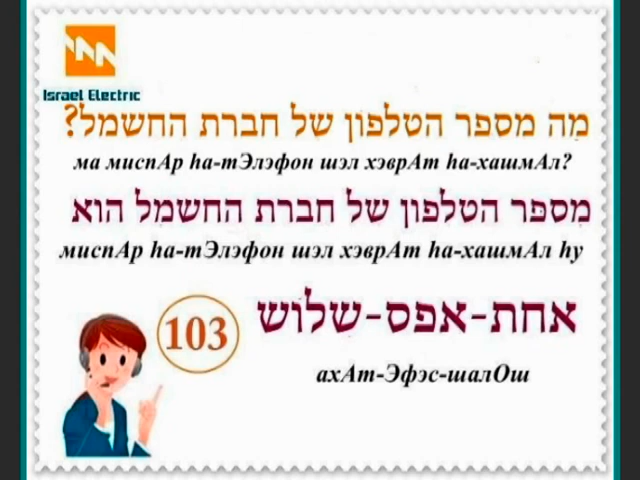 Israel Electric
מה מספר הטלפון של חברת החשמל?
ма миспАр hа-тЭлэфон шэл хэврАт hа-хашмАл?
מספר הטלפון של חברת החשמל הוא
миспАр hа-тЭлэфон шэл хэврАт hа-хашмАл hу
103
אחת-אפס-שלוש
ахАт-Эфэс-шалОш